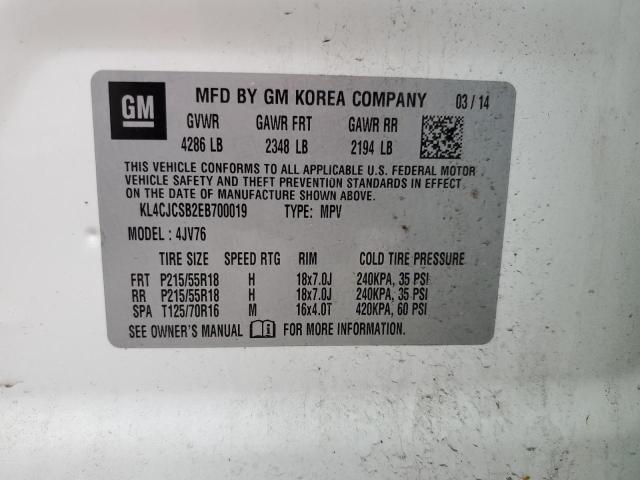 GM MFD BY GM KOREA COMPANY 03 / 14
GVWR GAWR FRT GAWR RR
4286 LB 2348 LB 2194 LB
THIS VEHICLE CONFORMS TO ALL APPLICABLE U.S. FEDERAL MOTOR
VEHICLE SAFETY AND THEFT PREVENTION STANDARDS IN EFFECT
ON THE DATE OF MANUFACTURE SHOWN ABOVE.
KL4CJCSB2EB700019 TYPE: MPV
MODEL: 4JV76
TIRE SIZE SPEED RTG RIM COLD TIRE PRESSURE
FRT P215/55R18 H 18x7.0J 240KPA, 35 PSI
RR P215/55R18 H 18x7.0J 240KPA, 35 PSI
SPA T125/70R16 M 16x4.0T 420KPA, 60 PSI
SEE OWNER'S MANUAL FOR MORE INFORMATION.